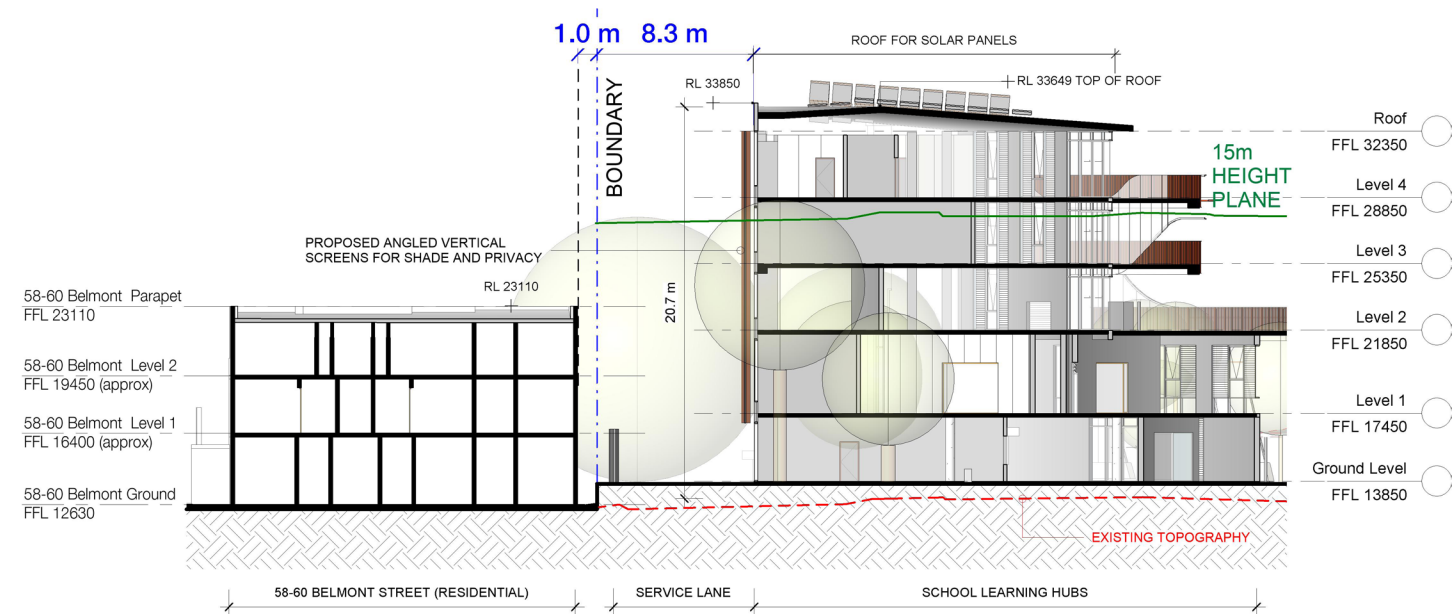 1.0 m 8.3 m
ROOF FOR SOLAR PANELS
RL 33850
RL 33649 TOP OF ROOF
BOUNDARY
Roof
FFL 32350
15m
HEIGHT
PLANE
Level 4
FFL 28850
PROPOSED ANGLED VERTICAL
SCREENS FOR SHADE AND PRIVACY
Level 3
FFL 25350
RL 23110
20.7 m
58-60 Belmont Parapet
FFL 23110
Level 2
FFL 21850
58-60 Belmont Level 2
FFL 19450 (approx)
58-60 Belmont Level 1
FFL 16400 (approx)
Level 1
FFL 17450
58-60 Belmont Ground
FFL 12630
Ground Level
FFL 13850
EXISTING TOPOGRAPHY
58-60 BELMONT STREET (RESIDENTIAL)
SERVICE LANE
SCHOOL LEARNING HUBS